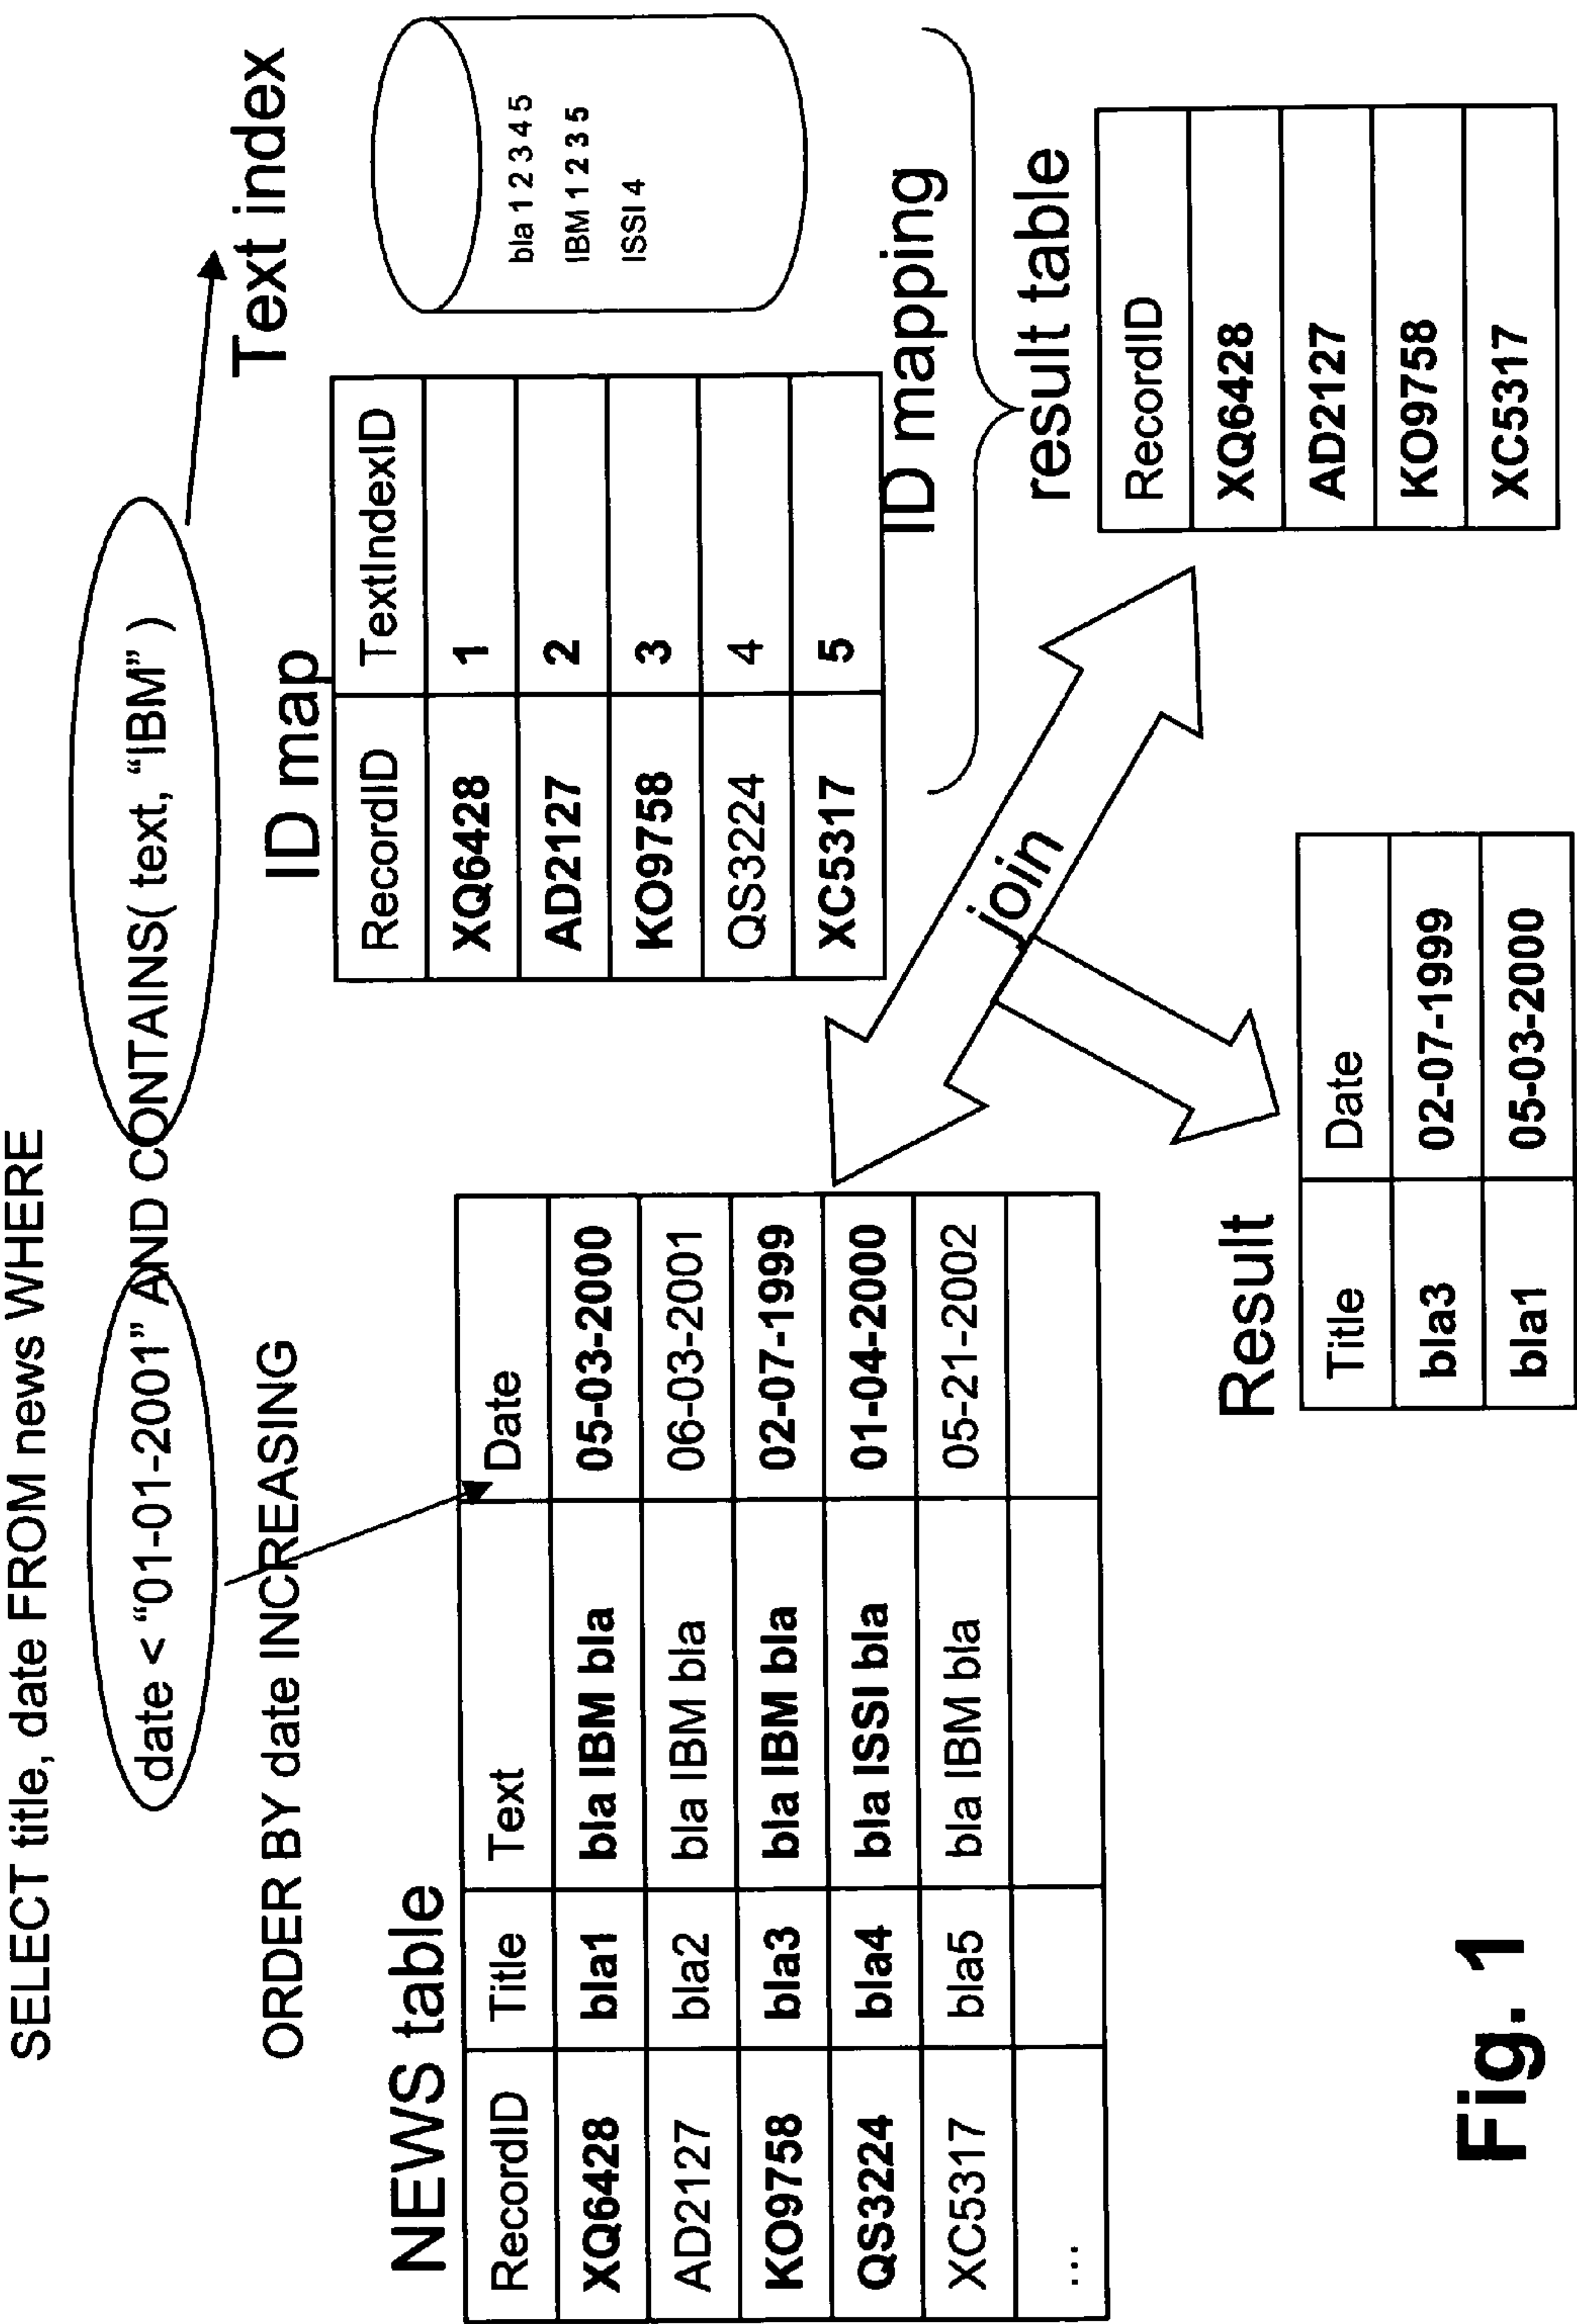 SELECT title, date FROM news WHERE
date < “01-01-2001” AND CONTAINS( text, “IBM” )
ORDER BY date INCREASING
NEWS table
RecordID Title Text Date
XQ6428 bla1 bla IBM bla 05-03-2000
AD2127 bla2 bla IBM bla 06-03-2001
KO9758 bla3 bla IBM bla 02-07-1999
QS3224 bla4 bla ISSI bla 01-04-2000
XC5317 bla5 bla IBM bla 05-21-2002
...
ID map
RecordID TextIndexID
XQ6428 1
AD2127 2
KO9758 3
QS3224 4
XC5317 5
Text index
bla 1 2 3 4 5
IBM 1 2 3 5
ISSI 4
ID mapping
result table
RecordID
XQ6428
AD2127
KO9758
XC5317
join
Result
Title Date
bla3 02-07-1999
bla1 05-03-2000
Fig. 1